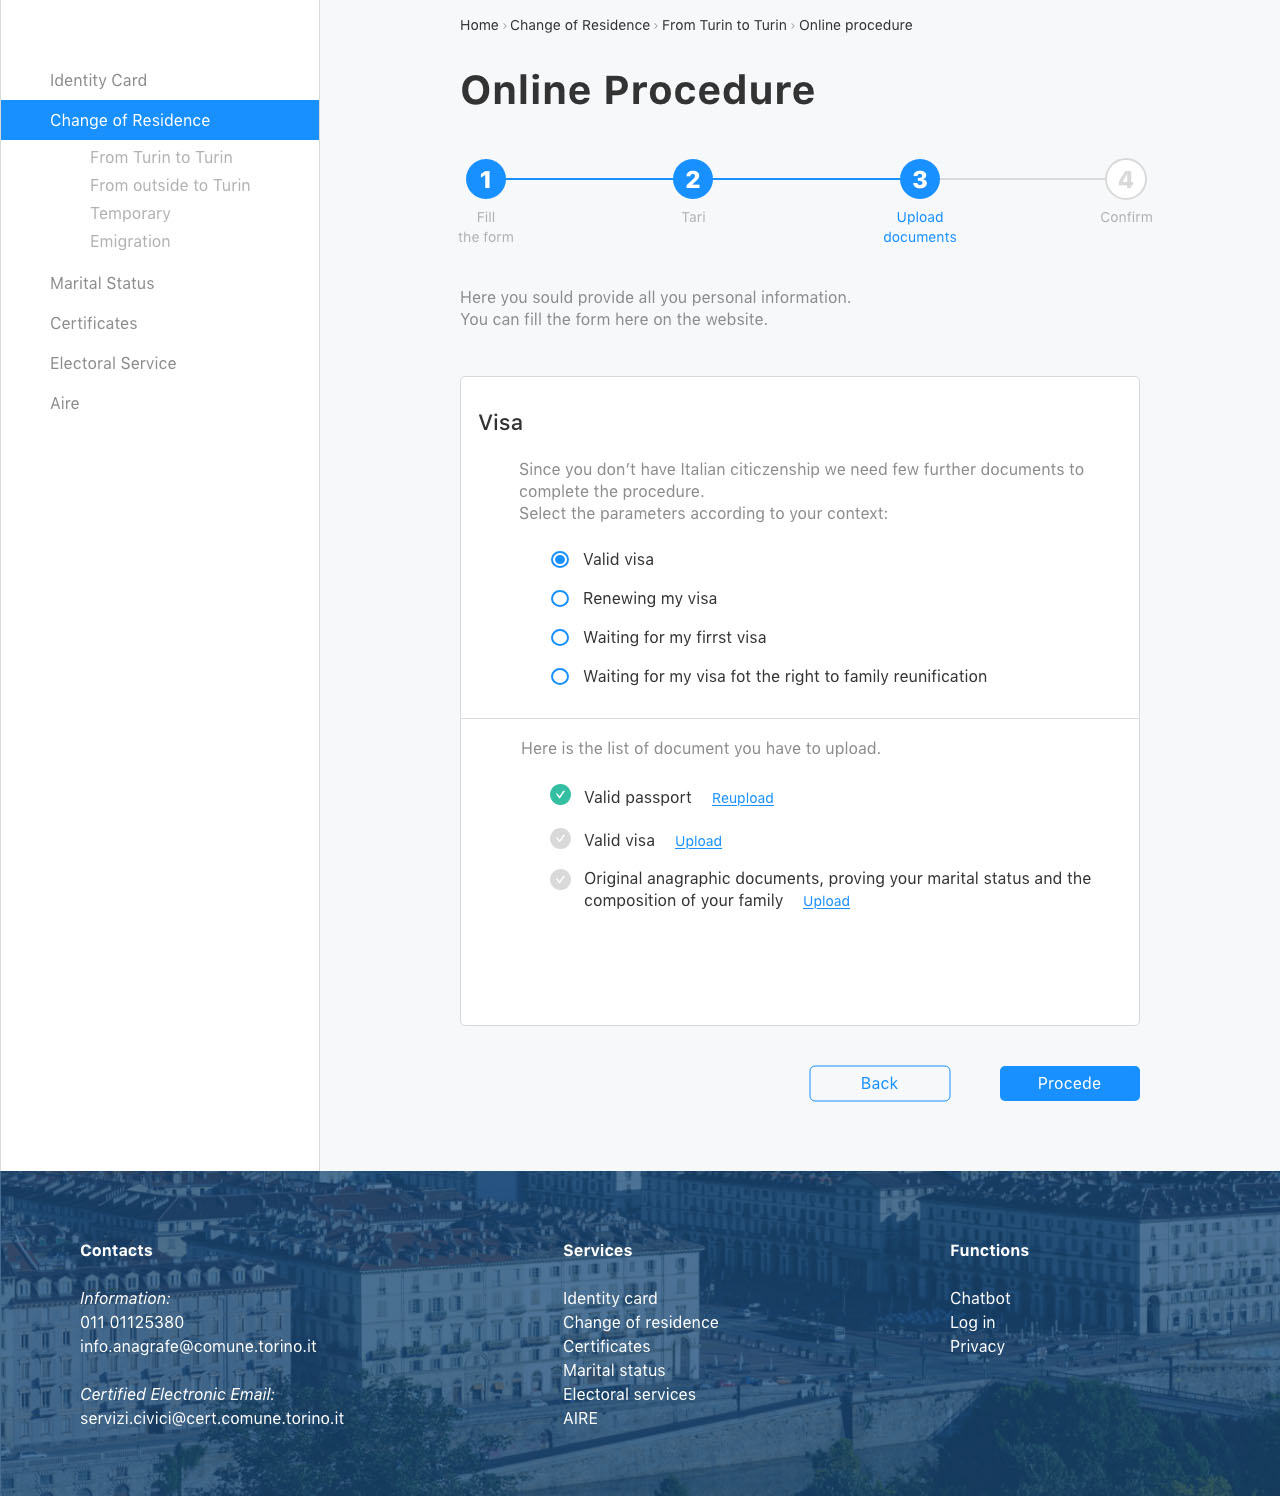 Home › Change of Residence › From Turin to Turin › Online procedure
Online Procedure
Identity Card
Change of Residence
From Turin to Turin
From outside to Turin
Temporary
Emigration
Marital Status
Certificates
Electoral Service
Aire
1
2
3
4
Fill
the form
Tari
Upload
documents
Confirm
Here you sould provide all you personal information.
You can fill the form here on the website.
Visa
Since you don’t have Italian citiczenship we need few further documents to
complete the procedure.
Select the parameters according to your context:
Valid visa
Renewing my visa
Waiting for my firrst visa
Waiting for my visa fot the right to family reunification
Here is the list of document you have to upload.
Valid passport Reupload
Valid visa Upload
Original anagraphic documents, proving your marital status and the
composition of your family Upload
Back
Procede
Contacts
Information:
011 01125380
info.anagrafe@comune.torino.it
Certified Electronic Email:
servizi.civici@cert.comune.torino.it
Services
Identity card
Change of residence
Certificates
Marital status
Electoral services
AIRE
Functions
Chatbot
Log in
Privacy